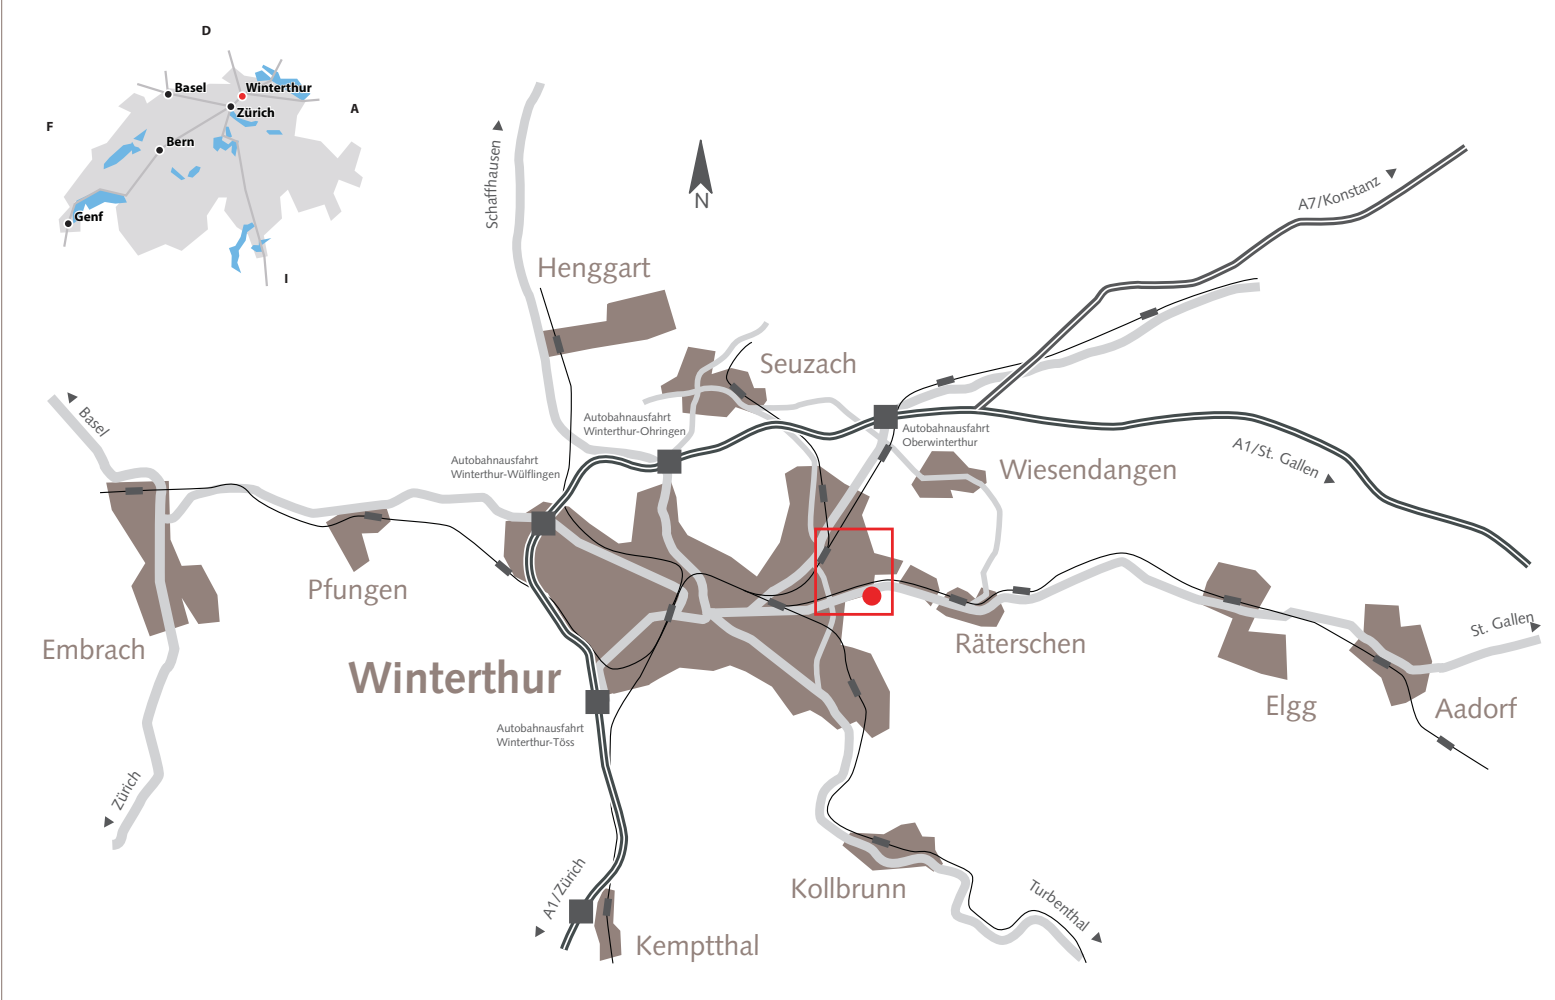 D
Basel
Winterthur
Zürich
A
F
Bern
Genf
I
Schaffhausen
N
A7/Konstanz
Henggart
Seuzach
Basel
Autobahnausfahrt
Winterthur-Ohringen
Autobahnausfahrt
Oberwinterthur
A1/St. Gallen
Autobahnausfahrt
Winterthur-Wülflingen
Wiesendangen
Pfungen
Embrach
Räterschen
St. Gallen
Winterthur
Elgg
Aadorf
Autobahnausfahrt
Winterthur-Töss
Zürich
A1/Zürich
Kollbrunn
Turbenthal
Kemptthal